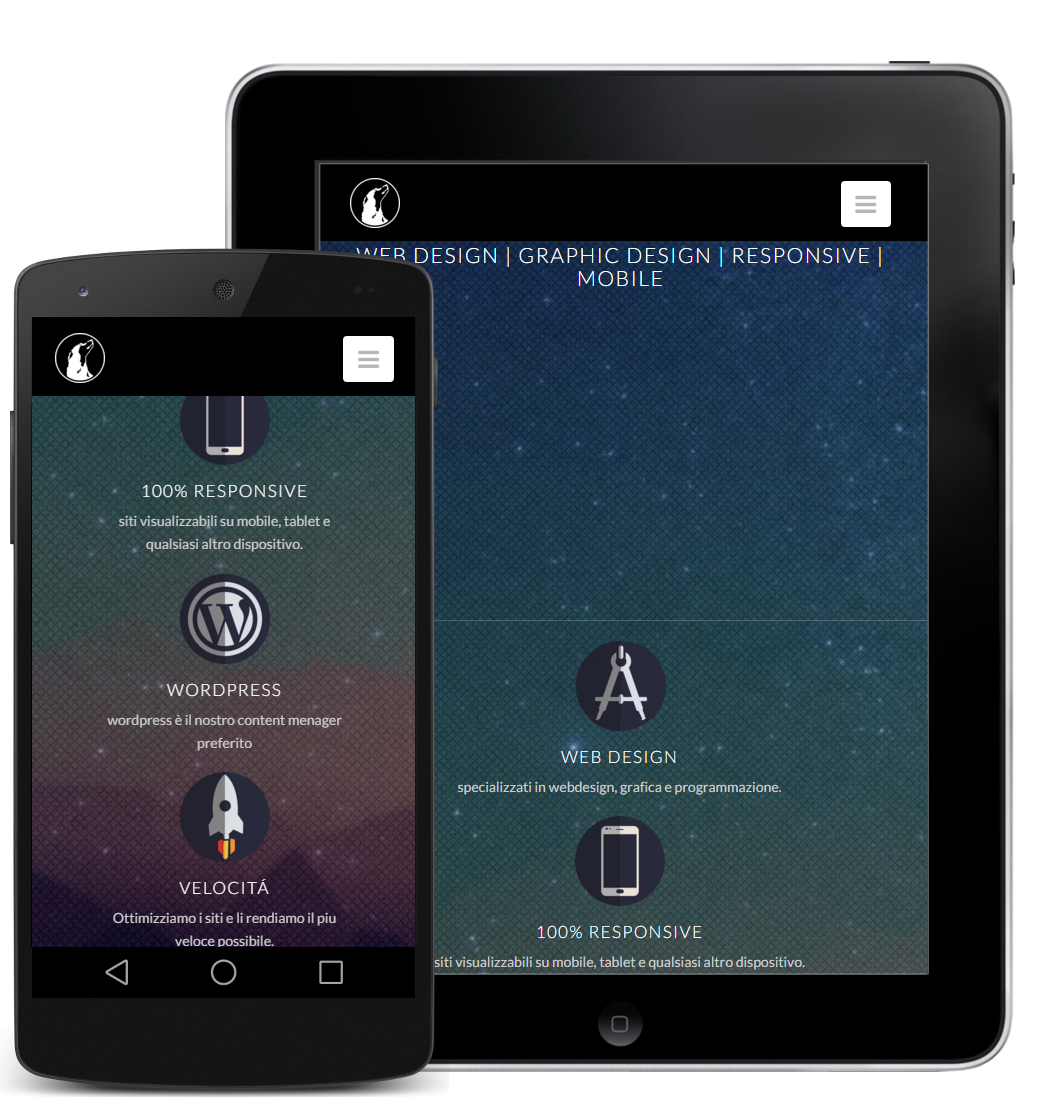 WEB DESIGN | GRAPHIC DESIGN | RESPONSIVE |
MOBILE
WEB DESIGN
specializzati in webdesign, grafica e programmazione.
100% RESPONSIVE
siti visualizzabili su mobile, tablet e qualsiasi altro dispositivo.
100% RESPONSIVE
siti visualizzabili su mobile, tablet e
qualsiasi altro dispositivo.
WORDPRESS
wordpress è il nostro content menager
preferito
VELOCITÁ
Ottimizziamo i siti e li rendiamo il piu
veloce possibile.